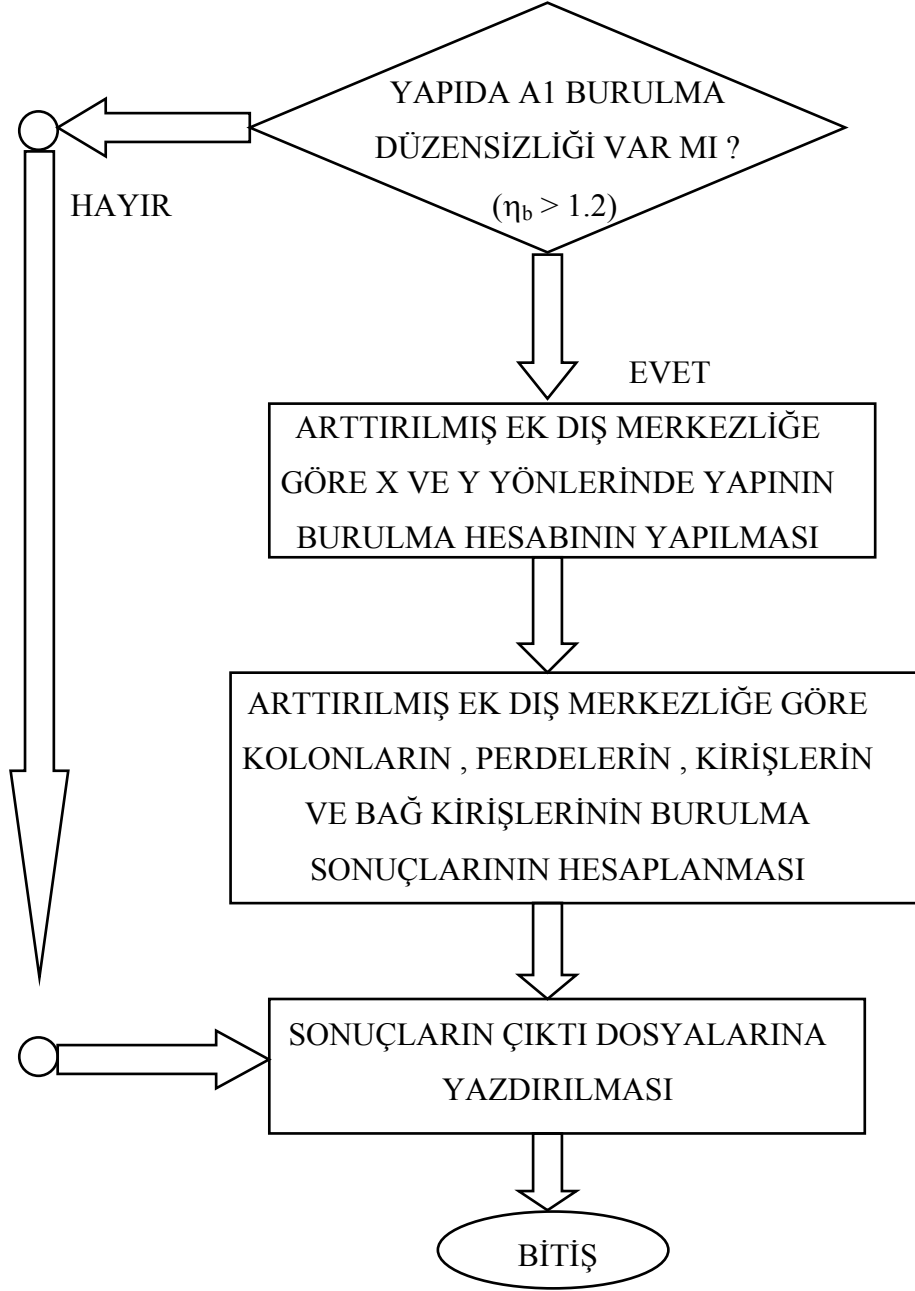 YAPIDA A1 BURULMA
DÜZENSİZLİĞİ VAR MI ?
(ηb > 1.2)
HAYIR
EVET
ARTTIRILMIŞ EK DIŞ MERKEZLİĞE
GÖRE X VE Y YÖNLERİNDE YAPININ
BURULMA HESABININ YAPILMASI
ARTTIRILMIŞ EK DIŞ MERKEZLİĞE GÖRE
KOLONLARIN , PERDELERİN , KİRİŞLERİN
VE BAĞ KİRİŞLERİNİN BURULMA
SONUÇLARININ HESAPLANMASI
SONUÇLARIN ÇIKTI DOSYALARINA
YAZDIRILMASI
BİTİŞ